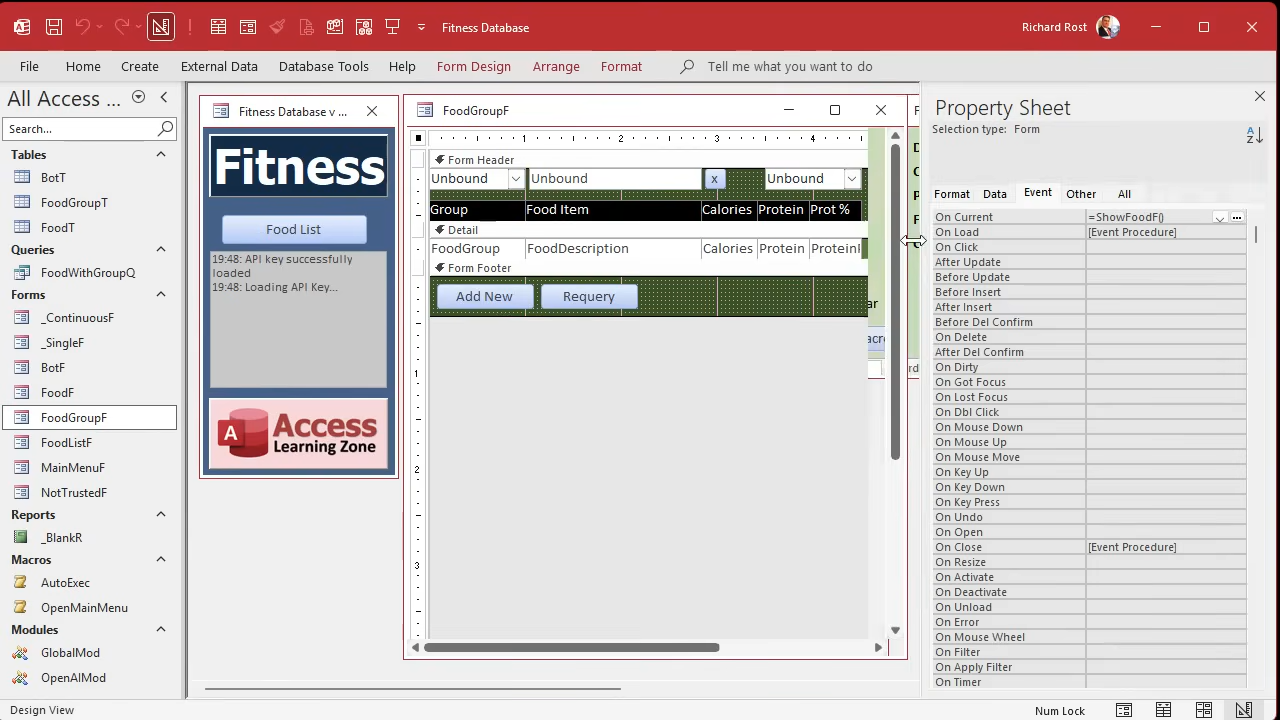 Fitness Database
Richard Rost
File Home Create External Data Database Tools Help Form Design Arrange Format Tell me what you want to do
All Access ...
Search...
Tables
BotT
FoodGroupT
FoodT
Queries
FoodWithGroupQ
Forms
_ContinuousF
_SingleF
BotF
FoodF
FoodGroupF
FoodListF
MainMenuF
NotTrustedF
Reports
_BlankR
Macros
AutoExec
OpenMainMenu
Modules
GlobalMod
OpenAIMod
Fitness Database v ...
Fitness
Food List
19:48: API key successfully
loaded
19:48: Loading API Key...
A Access
Learning Zone
FoodGroupF
1 2 3 4
Form Header
Unbound Unbound x Unbound
Group Food Item Calories Protein Prot %
Detail
FoodGroup FoodDescription Calories Protein ProteinP
Form Footer
Add New Requery
1
2
3
Property Sheet
Selection type: Form
Format Data Event Other All
On Current =ShowFoodF()
On Load [Event Procedure]
On Click
After Update
Before Update
Before Insert
After Insert
Before Del Confirm
On Delete
After Del Confirm
On Dirty
On Got Focus
On Lost Focus
On Dbl Click
On Mouse Down
On Mouse Up
On Mouse Move
On Key Up
On Key Down
On Key Press
On Undo
On Open
On Close [Event Procedure]
On Resize
On Activate
On Deactivate
On Unload
On Error
On Mouse Wheel
On Filter
On Apply Filter
On Timer
Design View
Num Lock